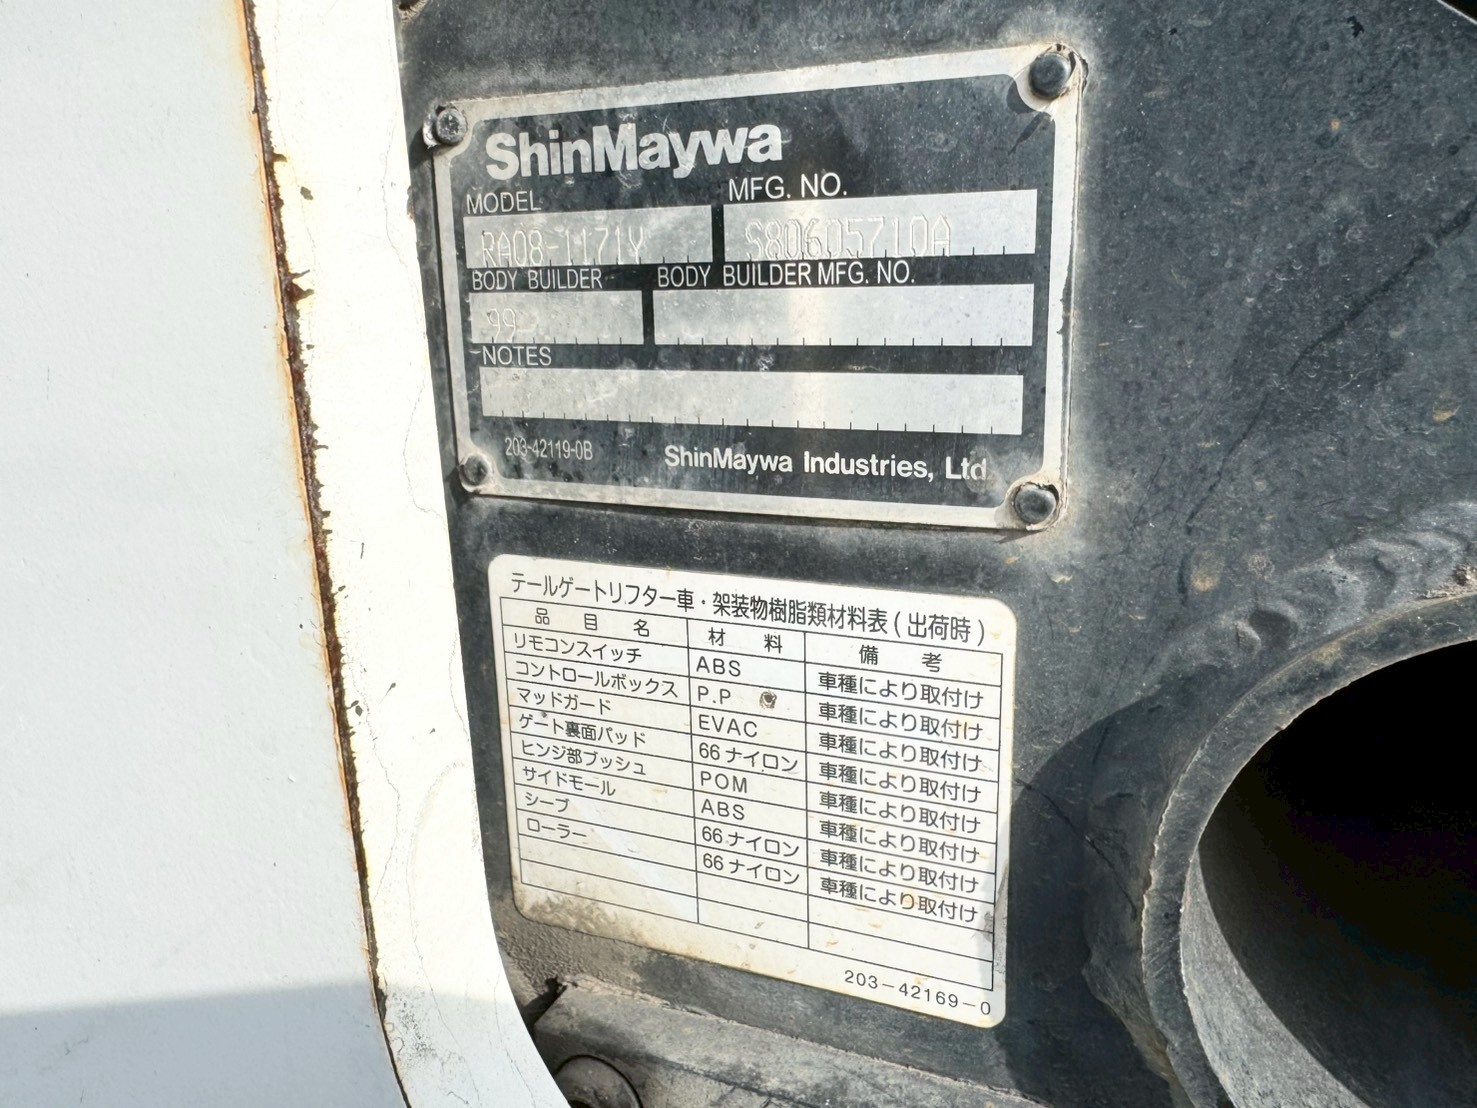 ShinMaywa
MODEL MFG. NO.
RA08-1171Y S80605710A
BODY BUILDER BODY BUILDER MFG. NO.
99
NOTES
203-42119-0B ShinMaywa Industries, Ltd
テールゲートリフター車・架装物樹脂類材料表(出荷時)
品目名 材料 備考
リモコンスイッチ ABS 車種により取付け
コントロールボックス P.P 車種により取付け
マッドガード EVAC 車種により取付け
ゲート裏面パッド 66ナイロン 車種により取付け
ヒンジ部ブッシュ POM 車種により取付け
サイドモール ABS 車種により取付け
シーブ 66ナイロン 車種により取付け
ローラー 66ナイロン 車種により取付け
203-42169-0